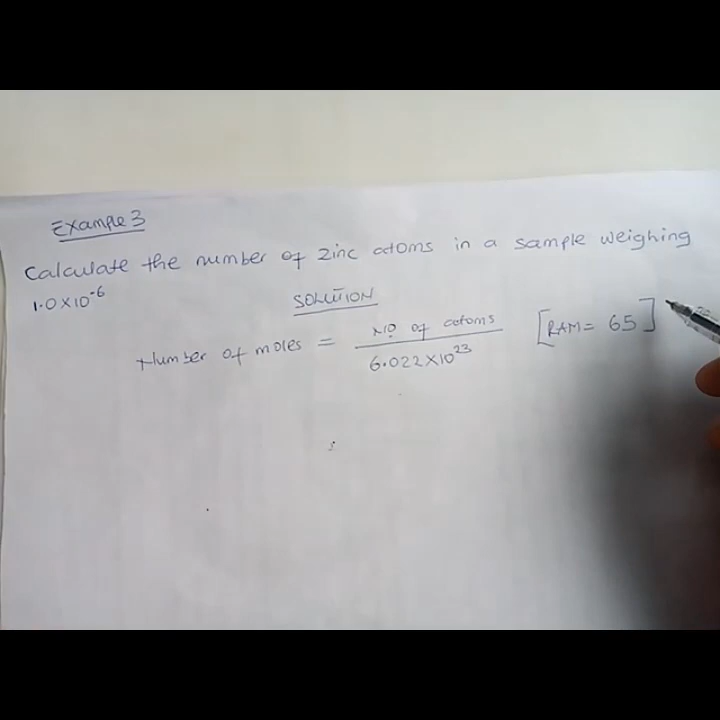 Example 3
Calculate the number of zinc atoms in a sample weighing
1.0×10⁻⁶
SOLUTION
Number of moles = No of atoms / 6.022×10²³ [RAM = 65]